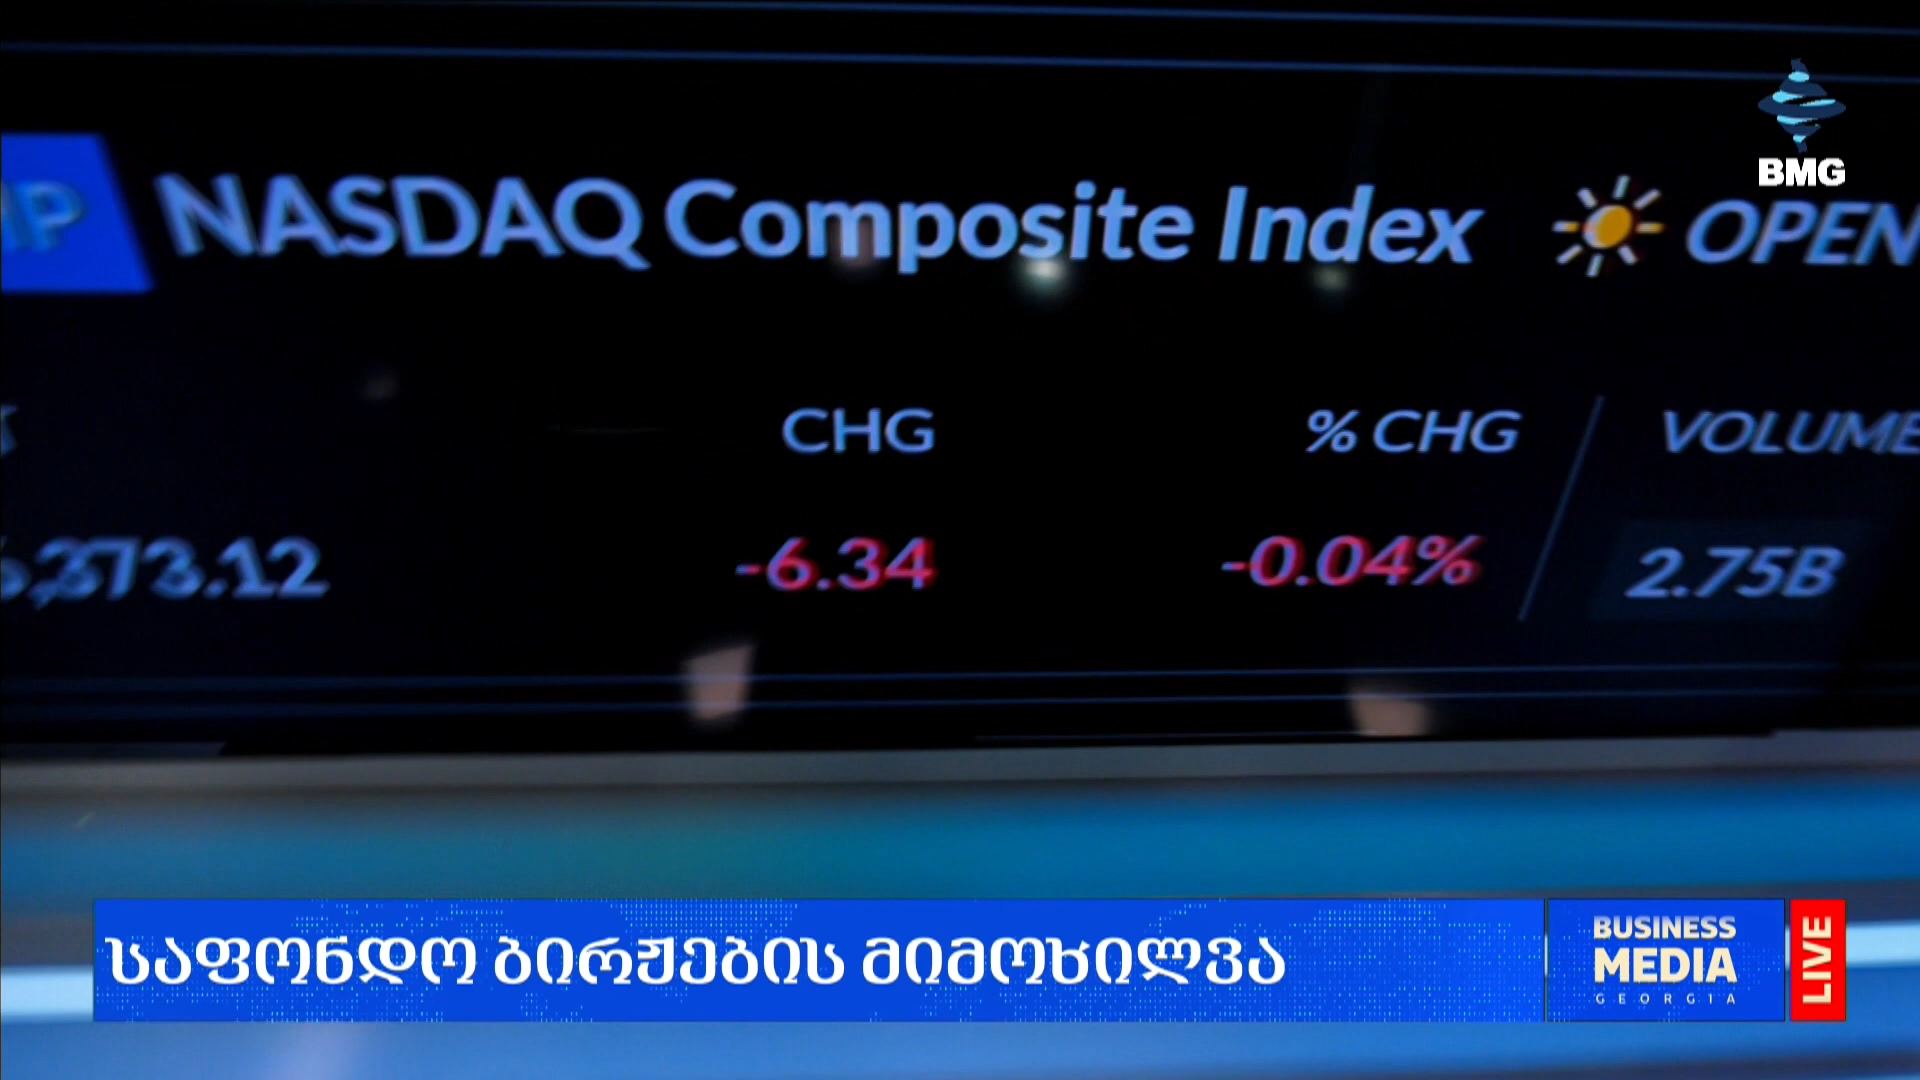 BMG
NASDAQ Composite Index
OPEN
CHG
% CHG
VOLUME
-6.34
-0.04%
2.75B
საფონდო ბირჟების მიმოხილვა
BUSINESS
MEDIA
GEORGIA
LIVE